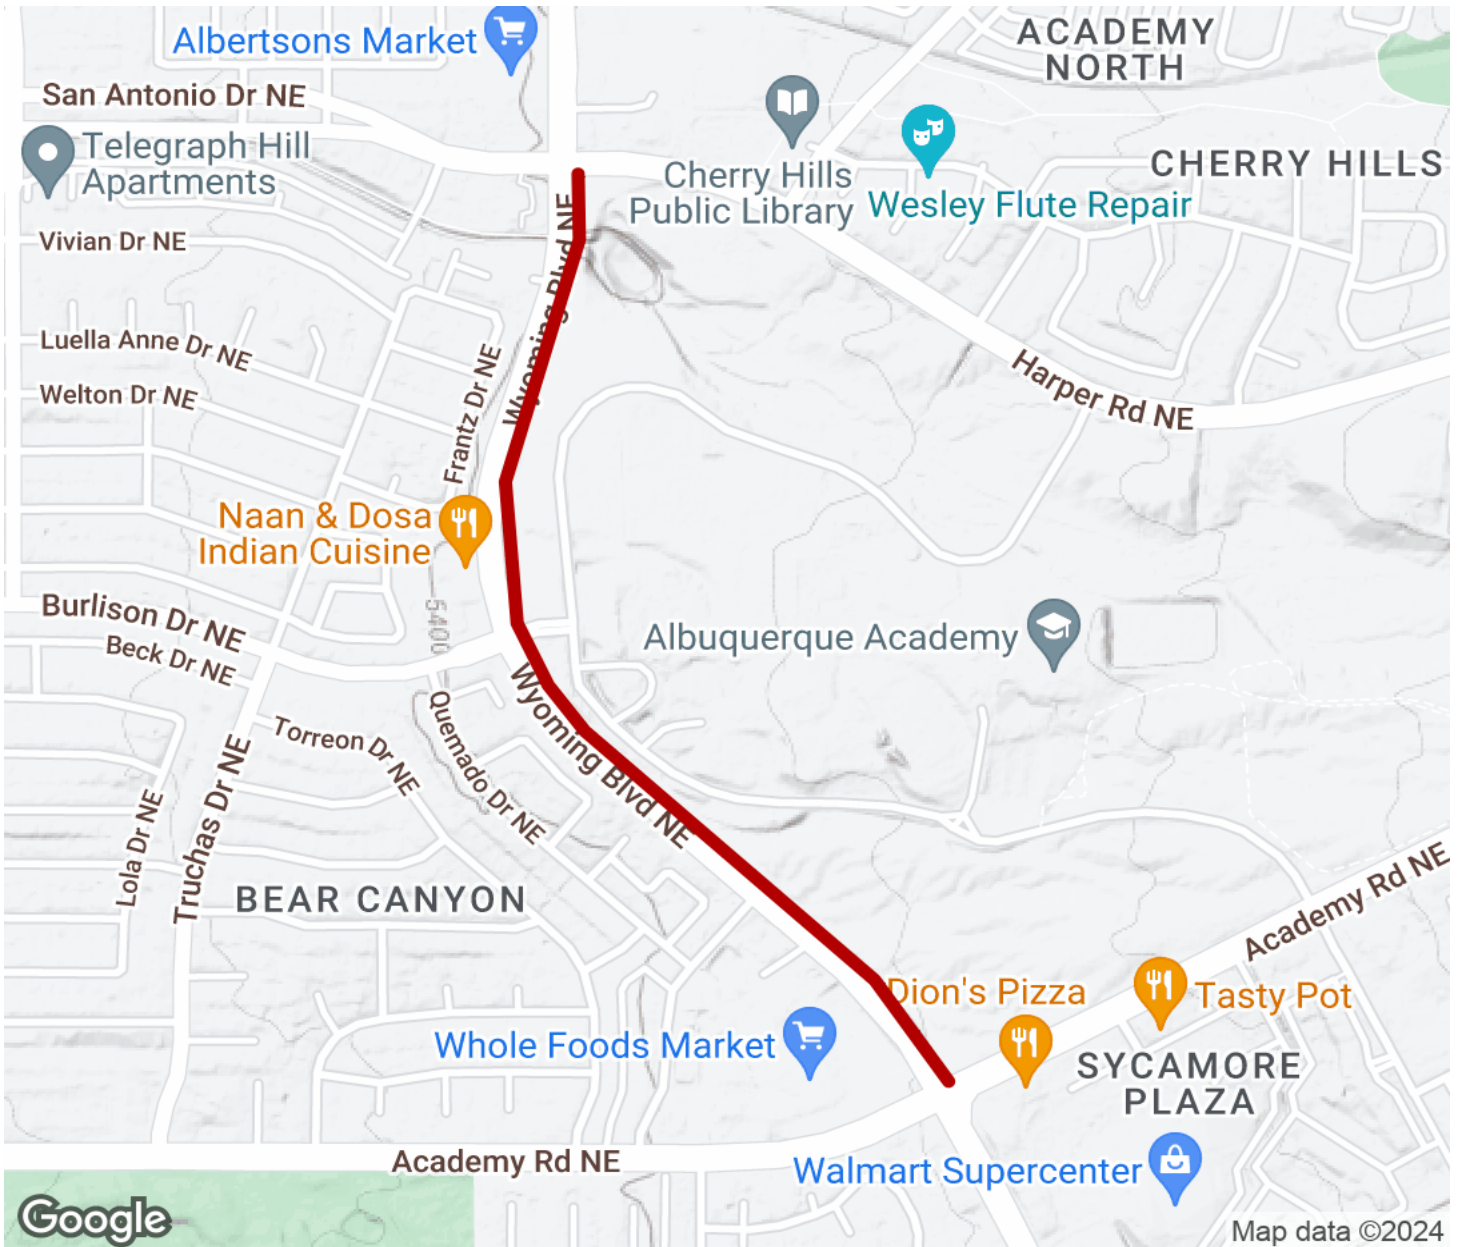 ACADEMY
NORTH
Albertsons Market
San Antonio Dr NE
Telegraph Hill
Apartments
CHERRY HILLS
Cherry Hills
Public Library
Wesley Flute Repair
Vivian Dr NE
Wyoming Blvd NE
Luella Anne Dr NE
Welton Dr NE
Frantz Dr NE
Harper Rd NE
Naan & Dosa
Indian Cuisine
5400
Burlison Dr NE
Beck Dr NE
Albuquerque Academy
Wyoming Blvd NE
Quemado Dr NE
Torreon Dr NE
Truchas Dr NE
Lola Dr NE
BEAR CANYON
Academy Rd NE
Dion's Pizza
Tasty Pot
Whole Foods Market
SYCAMORE
PLAZA
Academy Rd NE
Walmart Supercenter
Google
Map data ©2024